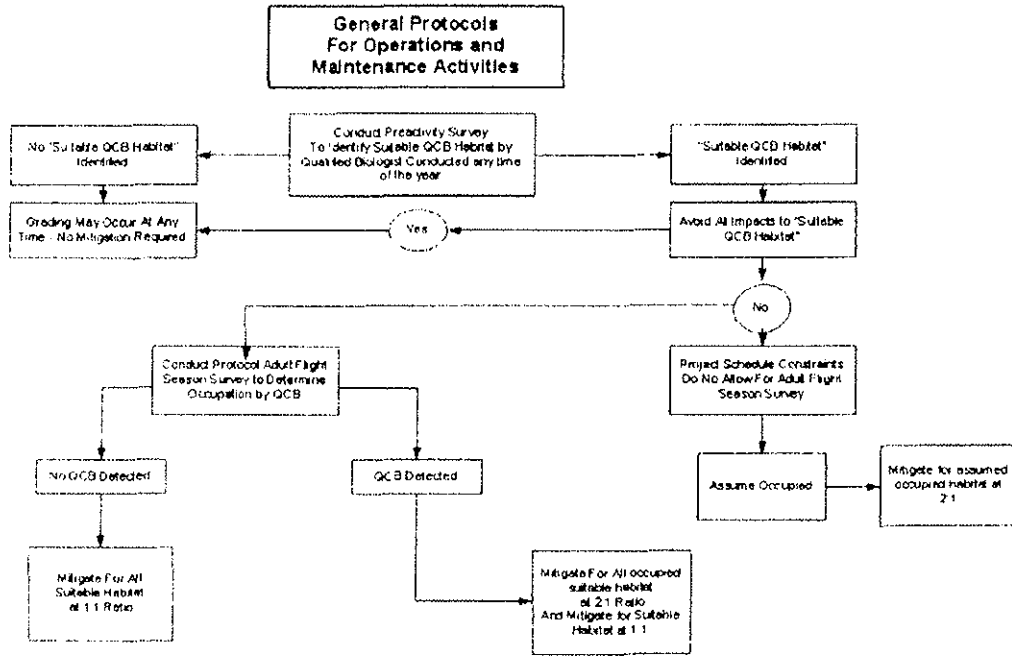 General Protocols
For Operations and
Maintenance Activities
No "Suitable QCB Habitat"
Identified
Conduct Preactivity Survey
To Identify Suitable QCB Habitat by
Qualified Biologist Conducted any time
of the year
"Suitable QCB Habitat"
Identified
Grading May Occur At Any
Time - No Mitigation Required
Yes
Avoid All Impacts to "Suitable
QCB Habitat"
No
Conduct Protocol Adult Flight
Season Survey to Determine
Occupation by QCB
Project Schedule Constraints
Do No Allow For Adult Flight
Season Survey
No QCB Detected
QCB Detected
Assume Occupied
Mitigate for assumed
occupied habitat at
2:1
Mitigate For All
Suitable Habitat
at 1:1 Ratio
Mitigate For All occupied
suitable habitat
at 2:1 Ratio
And Mitigate for Suitable
Habitat at 1:1